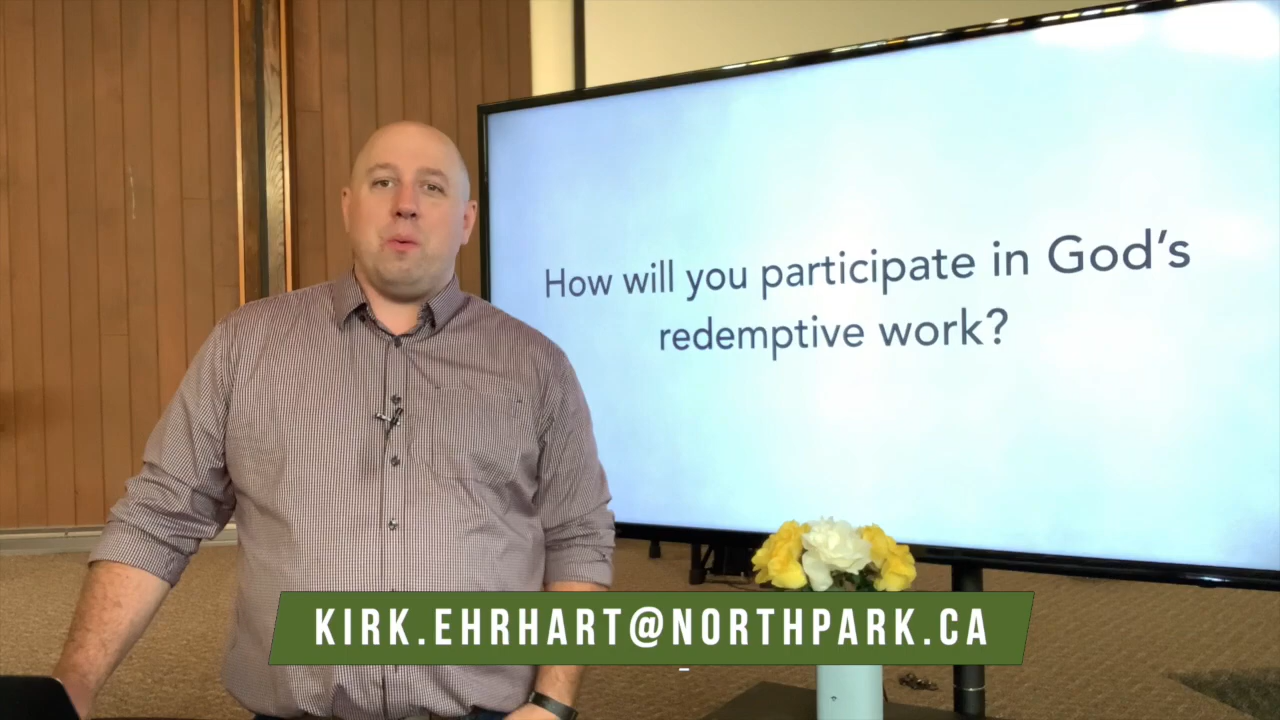 How will you participate in God's
redemptive work?
KIRK.EHRHART@NORTHPARK.CA